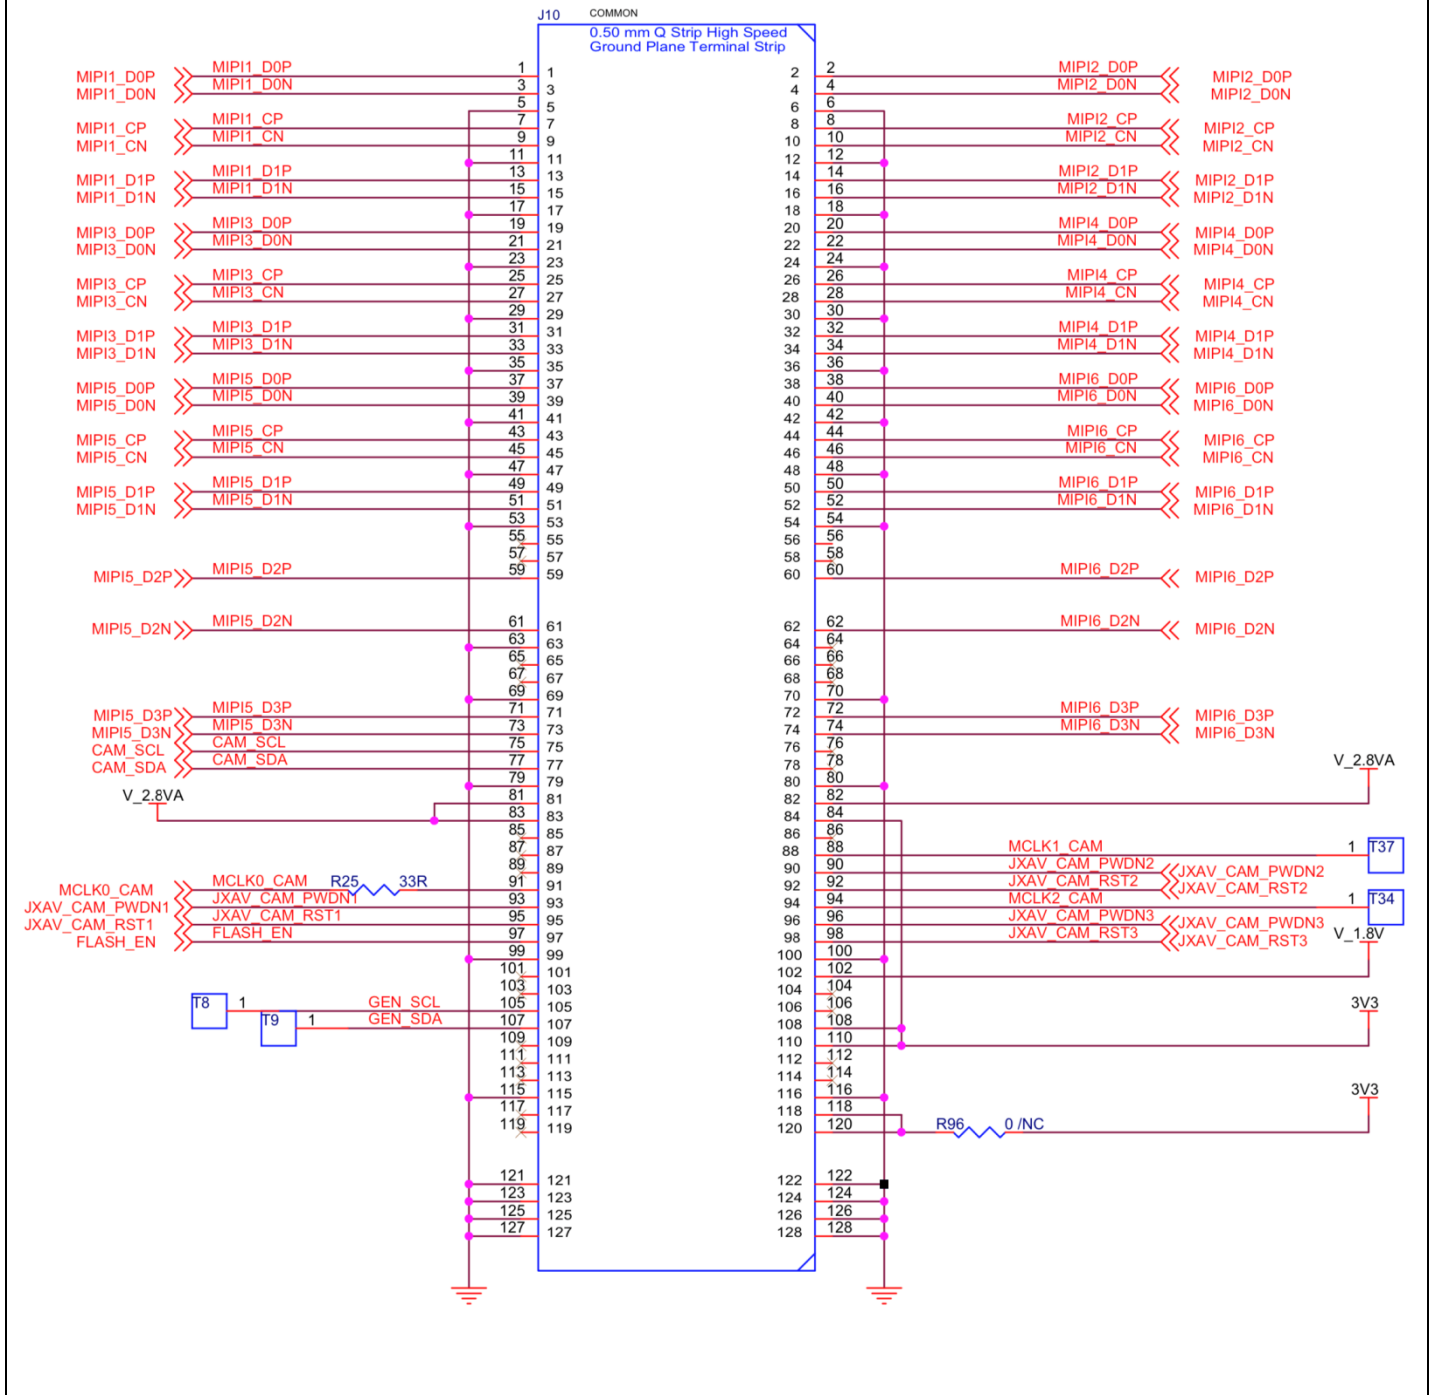 J10 COMMON
0.50 mm Q Strip High Speed
Ground Plane Terminal Strip
MIPI1_D0P MIPI1_D0P 1 1 2 2 MIPI2_D0P MIPI2_D0P
MIPI1_D0N MIPI1_D0N 3 3 4 4 MIPI2_D0N MIPI2_D0N
5 5 6 6
MIPI1_CP MIPI1_CP 7 7 8 8 MIPI2_CP MIPI2_CP
MIPI1_CN MIPI1_CN 9 9 10 10 MIPI2_CN MIPI2_CN
11 11 12 12
MIPI1_D1P MIPI1_D1P 13 13 14 14 MIPI2_D1P MIPI2_D1P
MIPI1_D1N MIPI1_D1N 15 15 16 16 MIPI2_D1N MIPI2_D1N
17 17 18 18
MIPI3_D0P MIPI3_D0P 19 19 20 20 MIPI4_D0P MIPI4_D0P
MIPI3_D0N MIPI3_D0N 21 21 22 22 MIPI4_D0N MIPI4_D0N
23 23 24 24
MIPI3_CP MIPI3_CP 25 25 26 26 MIPI4_CP MIPI4_CP
MIPI3_CN MIPI3_CN 27 27 28 28 MIPI4_CN MIPI4_CN
29 29 30 30
MIPI3_D1P MIPI3_D1P 31 31 32 32 MIPI4_D1P MIPI4_D1P
MIPI3_D1N MIPI3_D1N 33 33 34 34 MIPI4_D1N MIPI4_D1N
35 35 36 36
MIPI5_D0P MIPI5_D0P 37 37 38 38 MIPI6_D0P MIPI6_D0P
MIPI5_D0N MIPI5_D0N 39 39 40 40 MIPI6_D0N MIPI6_D0N
41 41 42 42
MIPI5_CP MIPI5_CP 43 43 44 44 MIPI6_CP MIPI6_CP
MIPI5_CN MIPI5_CN 45 45 46 46 MIPI6_CN MIPI6_CN
47 47 48 48
MIPI5_D1P MIPI5_D1P 49 49 50 50 MIPI6_D1P MIPI6_D1P
MIPI5_D1N MIPI5_D1N 51 51 52 52 MIPI6_D1N MIPI6_D1N
53 53 54 54
55 55 56 56
57 57 58 58
MIPI5_D2P MIPI5_D2P 59 59 60 60 MIPI6_D2P MIPI6_D2P
MIPI5_D2N MIPI5_D2N 61 61 62 62 MIPI6_D2N MIPI6_D2N
63 63 64 64
65 65 66 66
67 67 68 68
69 69 70 70
MIPI5_D3P MIPI5_D3P 71 71 72 72 MIPI6_D3P MIPI6_D3P
MIPI5_D3N MIPI5_D3N 73 73 74 74 MIPI6_D3N MIPI6_D3N
CAM_SCL CAM_SCL 75 75 76 76
CAM_SDA CAM_SDA 77 77 78 78 V_2.8VA
79 79 80 80
V_2.8VA 81 81 82 82
83 83 84 84
85 85 86 86
87 87 88 88 MCLK1_CAM 1 T37
89 89 90 90 JXAV_CAM_PWDN2 JXAV_CAM_PWDN2
MCLK0_CAM MCLK0_CAM R25 33R 91 91 92 92 JXAV_CAM_RST2 JXAV_CAM_RST2
JXAV_CAM_PWDN1 JXAV_CAM_PWDN1 93 93 94 94 MCLK2_CAM 1 T34
JXAV_CAM_RST1 JXAV_CAM_RST1 95 95 96 96 JXAV_CAM_PWDN3 JXAV_CAM_PWDN3
FLASH_EN FLASH_EN 97 97 98 98 JXAV_CAM_RST3 JXAV_CAM_RST3 V_1.8V
99 99 100 100
101 101 102 102
103 103 104 104
T8 1 GEN_SCL 105 105 106 106 3V3
T9 1 GEN_SDA 107 107 108 108
109 109 110 110
111 111 112 112
113 113 114 114
115 115 116 116 3V3
117 117 118 118
119 119 120 120 R96 0 /NC
121 121 122 122
123 123 124 124
125 125 126 126
127 127 128 128